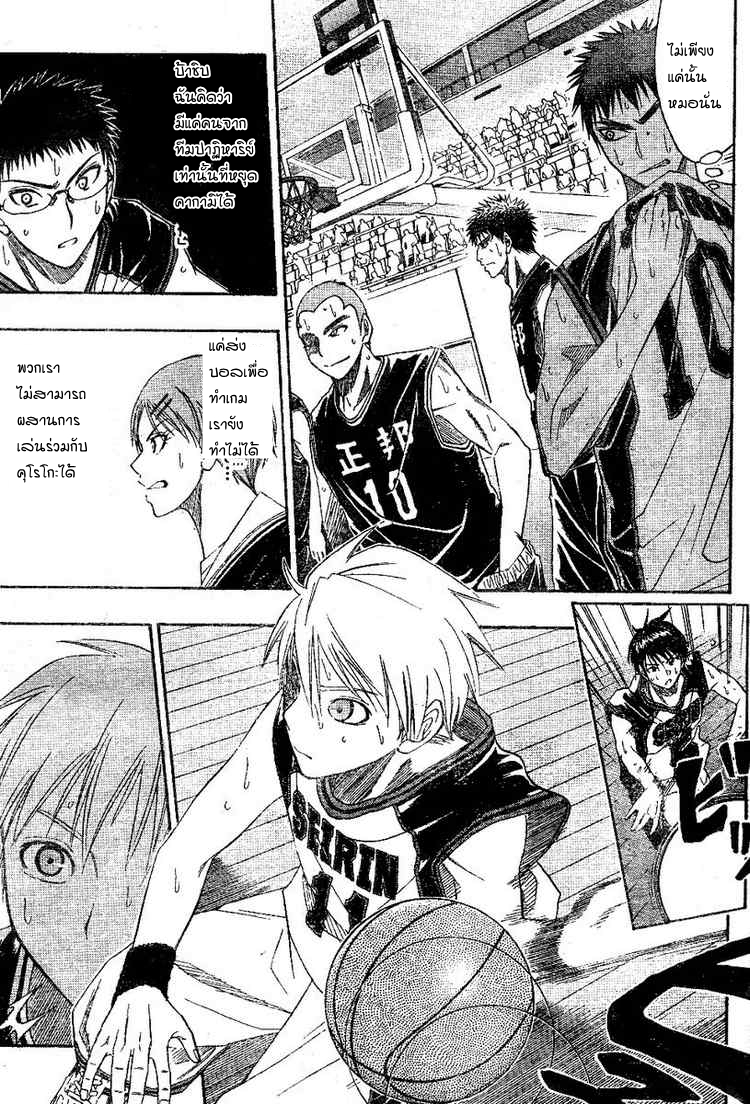 ไม่เพียง
แค่นั้น
หมอนั่น
บ้าชิบ
ฉันคิดว่า
มีแค่คนจาก
ทีมปาฏิหาริย์
เท่านั้นที่หยุด
คากามิได้
正邦
10
10
邦
แค่ส่ง
บอลเพื่อ
ทำเกม
เรายัง
ทำไม่ได้
......
พวกเรา
ไม่สามารถ
ผสานการ
เล่นร่วมกับ
คุโรโกะได้
SEIRIN
11